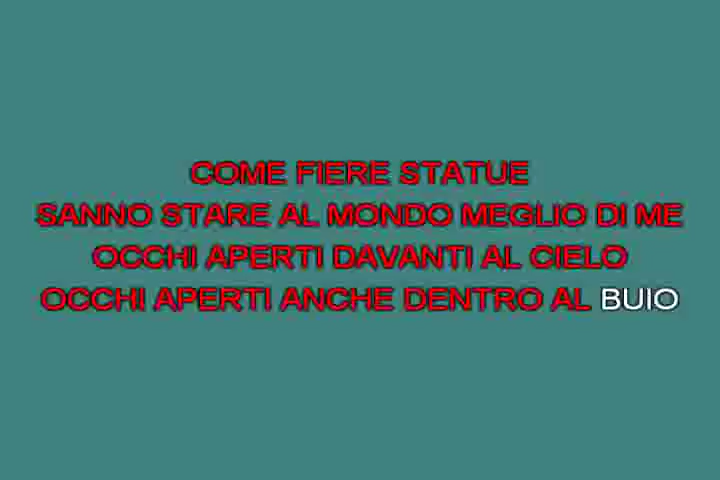 COME FIERE STATUE
SANNO STARE AL MONDO MEGLIO DI ME
OCCHI APERTI DAVANTI AL CIELO
OCCHI APERTI ANCHE DENTRO AL BUIO